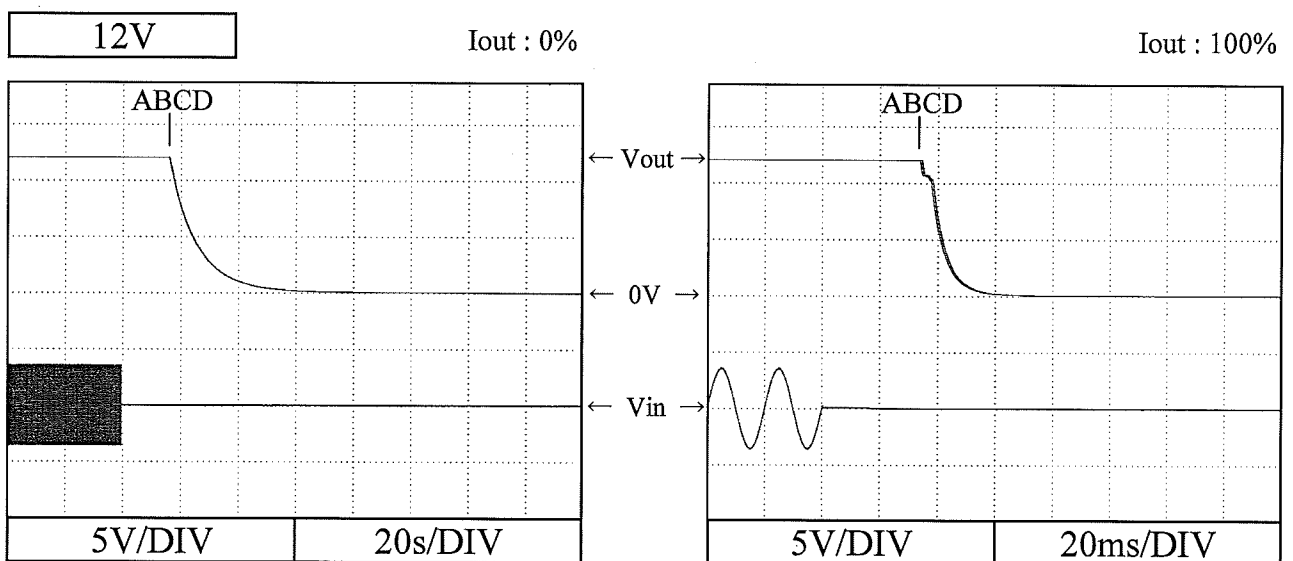 12V
Iout : 0%
Iout : 100%
ABCD
ABCD
← Vout →
← 0V →
← Vin →
5V/DIV
20s/DIV
5V/DIV
20ms/DIV